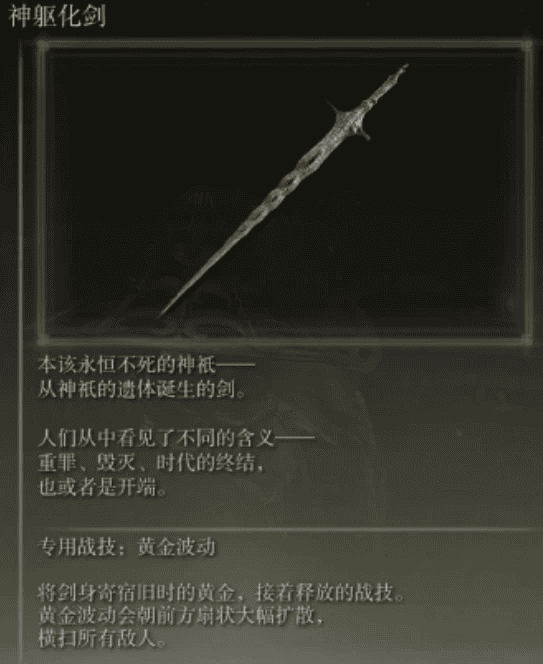 神躯化剑
本该永恒不死的神祇——
从神祇的遗体诞生的剑。
人们从中看见了不同的含义——
重罪、毁灭、时代的终结，
也或者是开端。
专用战技：黄金波动
将剑身寄宿旧时的黄金，接着释放的战技。
黄金波动会朝前方扇状大幅扩散，
横扫所有敌人。